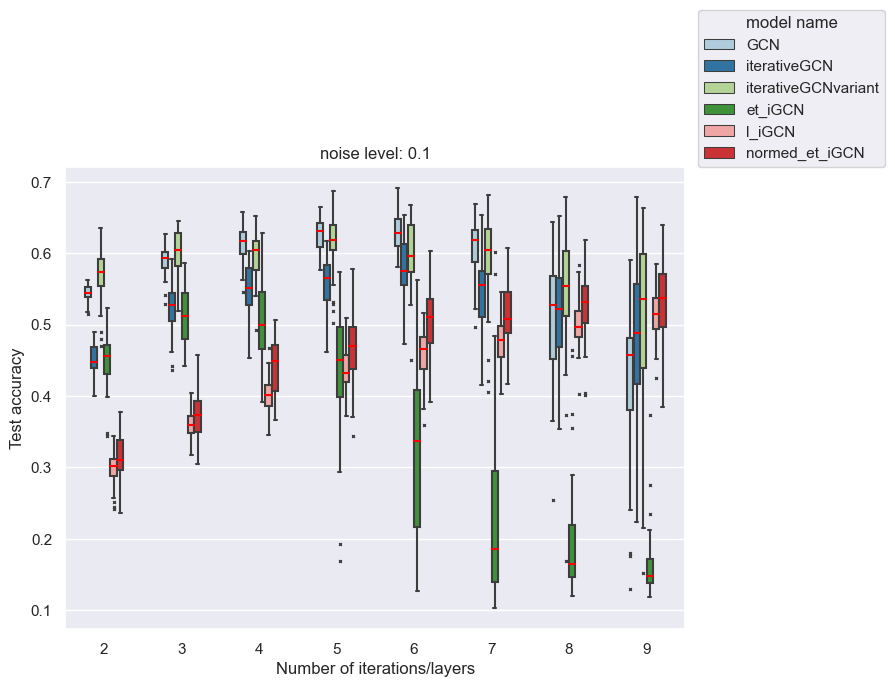 model name
GCN
iterativeGCN
iterativeGCNvariant
et_iGCN
l_iGCN
normed_et_iGCN
noise level: 0.1
0.7
0.6
0.5
0.4
0.3
0.2
0.1
Test accuracy
2 3 4 5 6 7 8 9
Number of iterations/layers